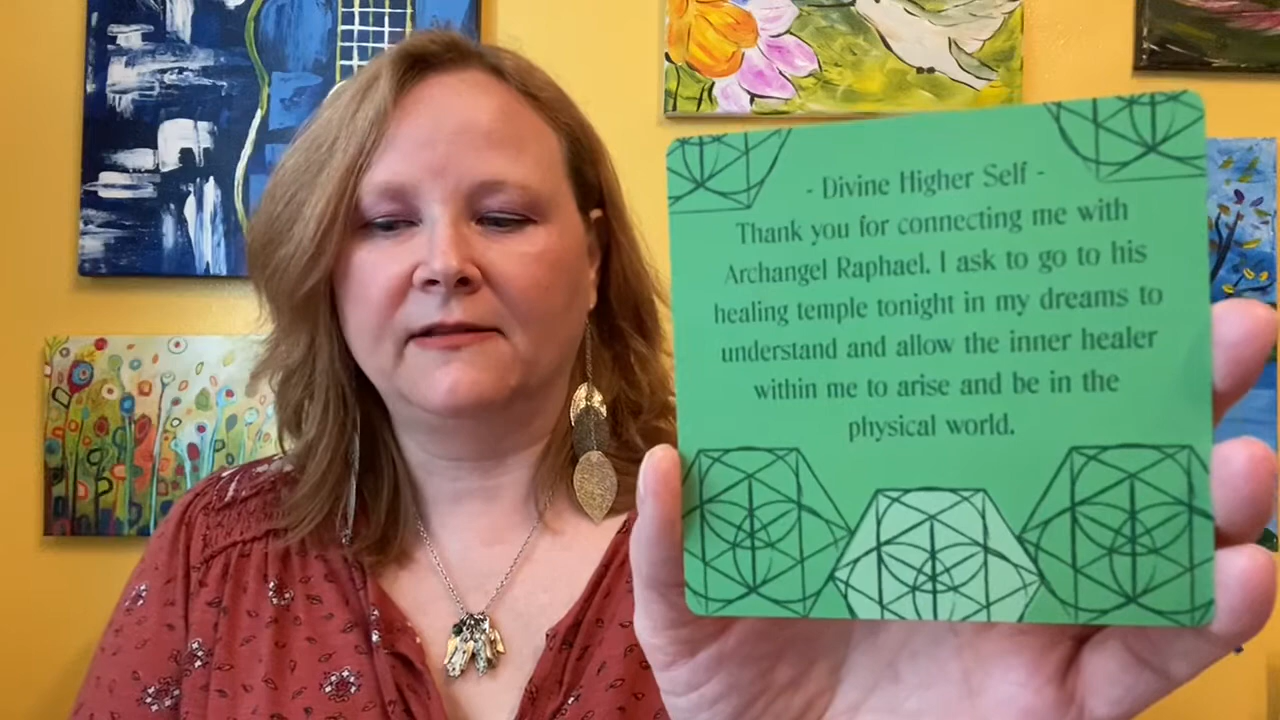 - Divine Higher Self -
Thank you for connecting me with
Archangel Raphael. I ask to go to his
healing temple tonight in my dreams to
understand and allow the inner healer
within me to arise and be in the
physical world.